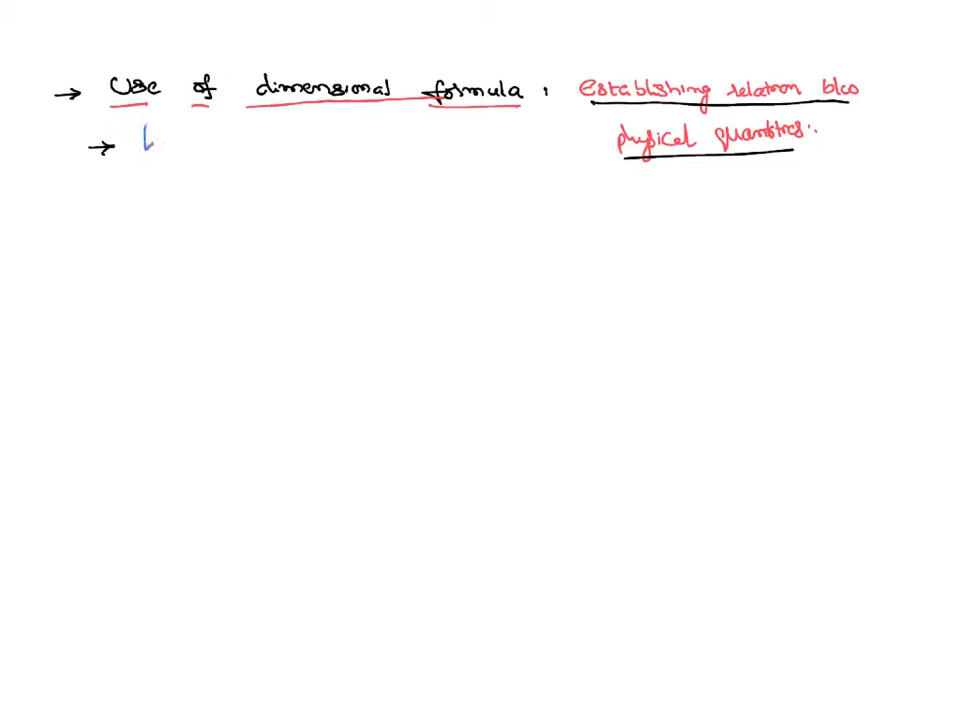 → Use of dimensional formula : Establishing relation b/w
physical quantities.
→